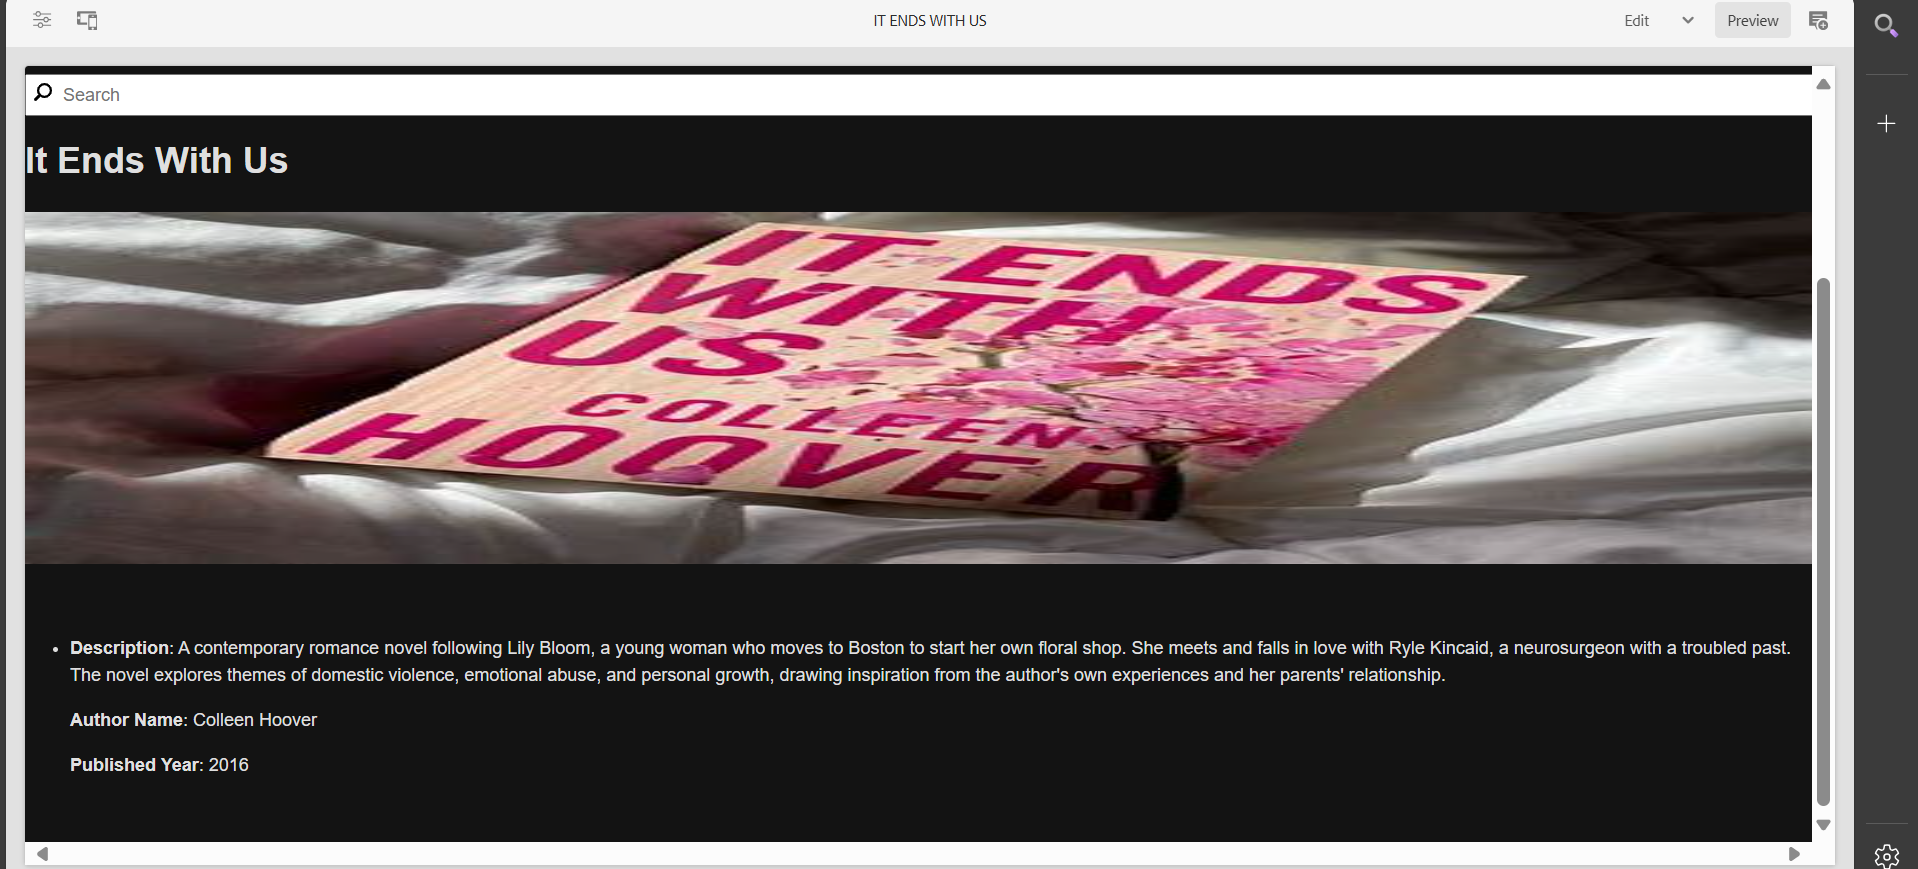 IT ENDS WITH US
Edit
Preview
Search
It Ends With Us
IT ENDS
WITH
US
COLLEEN
HOOVER
Description: A contemporary romance novel following Lily Bloom, a young woman who moves to Boston to start her own floral shop. She meets and falls in love with Ryle Kincaid, a neurosurgeon with a troubled past.
The novel explores themes of domestic violence, emotional abuse, and personal growth, drawing inspiration from the author's own experiences and her parents' relationship.
Author Name: Colleen Hoover
Published Year: 2016